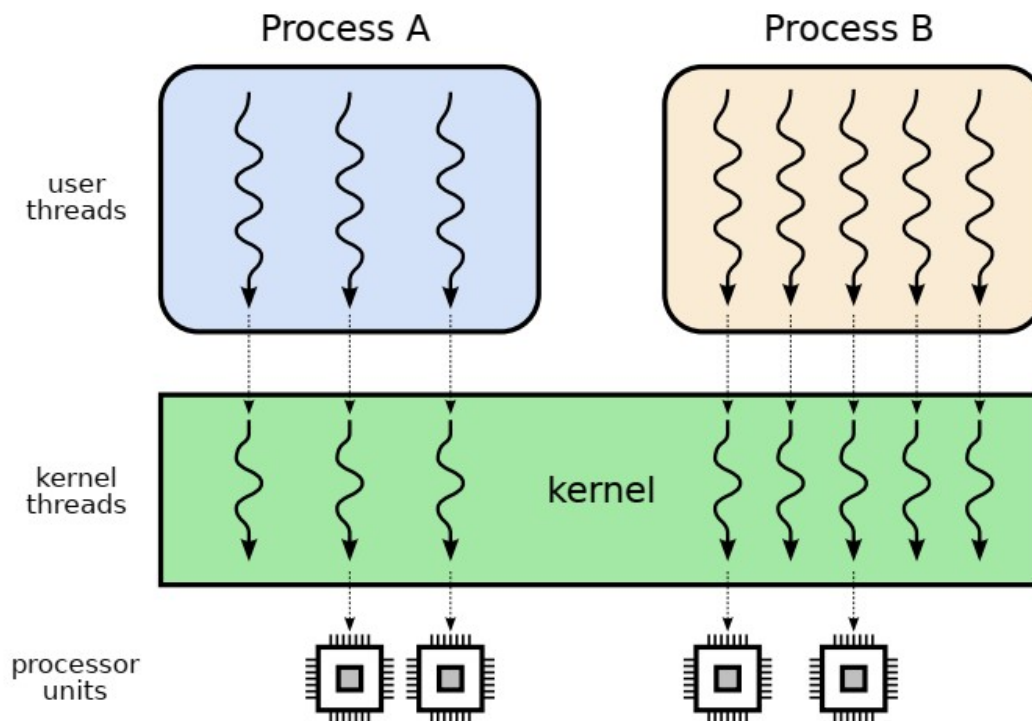 Process A
Process B
user
threads
kernel
threads
kernel
processor
units